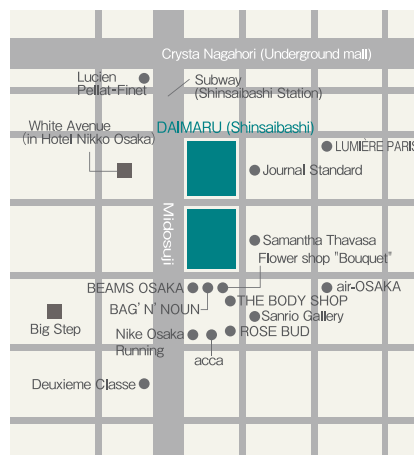 Crysta Nagahori (Underground mall)
Lucien
Pellat-Finet
Subway
(Shinsaibashi Station)
DAIMARU (Shinsaibashi)
White Avenue
(in Hotel Nikko Osaka)
LUMIÈRE PARIS
Journal Standard
Midosuji
Samantha Thavasa
Flower shop "Bouquet"
BEAMS OSAKA
air-OSAKA
BAG' N' NOUN
THE BODY SHOP
Sanrio Gallery
Big Step
Nike Osaka
Running
ROSE BUD
acca
Deuxieme Classe